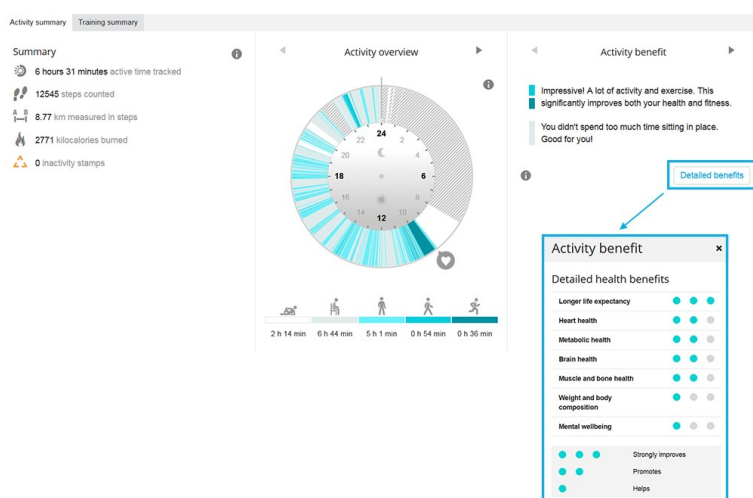 Activity summary
Training summary
Summary
6 hours 31 minutes active time tracked
12545 steps counted
A B
8.77 km measured in steps
2771 kilocalories burned
0 inactivity stamps
Activity overview
24
22 2
20 4
18 6
16 8
14 10
12
2 h 14 min 6 h 44 min 5 h 1 min 0 h 54 min 0 h 36 min
Activity benefit
Impressive! A lot of activity and exercise. This
significantly improves both your health and fitness.
You didn't spend too much time sitting in place.
Good for you!
Detailed benefits
Activity benefit ×
Detailed health benefits
Longer life expectancy
Heart health
Metabolic health
Brain health
Muscle and bone health
Weight and body
composition
Mental wellbeing
Strongly improves
Promotes
Helps